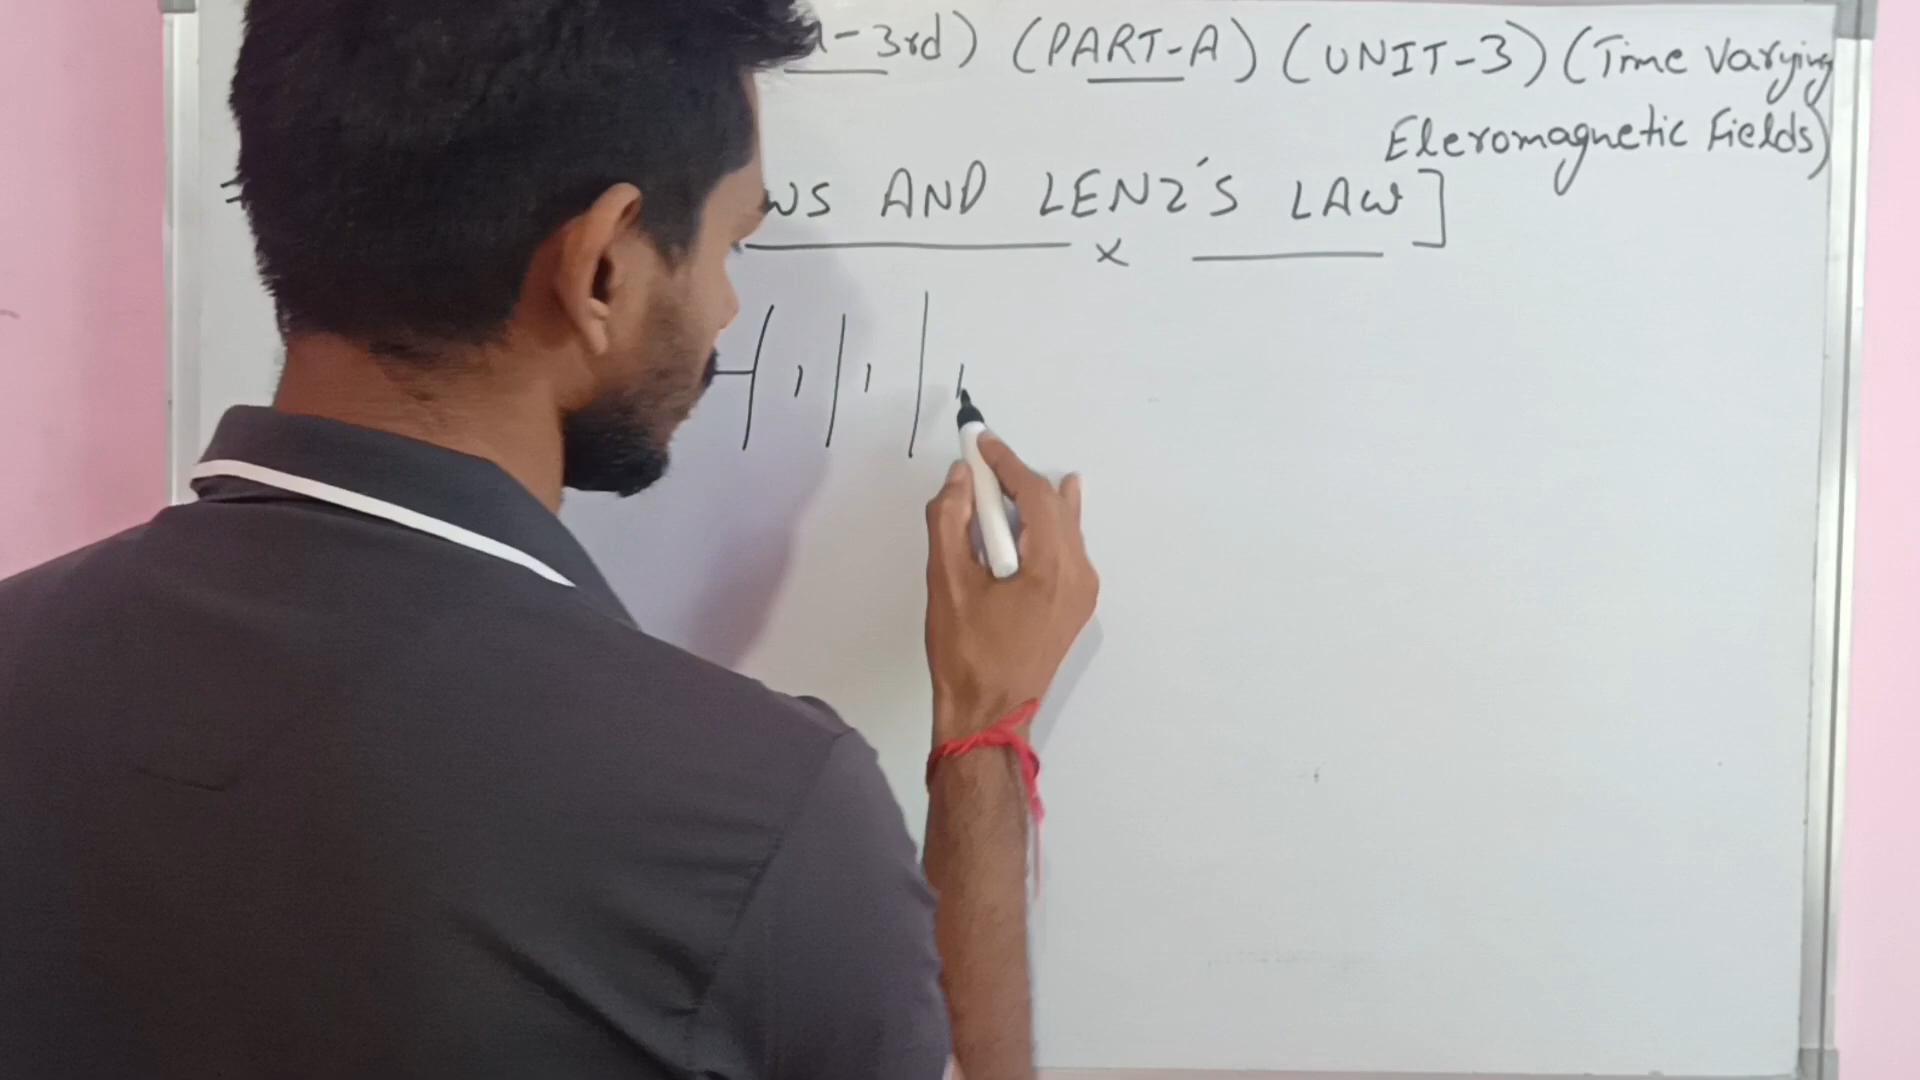 -3rd) (PART-A) (UNIT-3) (Time Varying
Eleromagnetic Fields)
WS AND LENZ'S LAW]
x